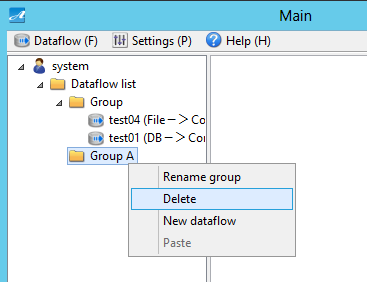 Main
Dataflow (F) Settings (P) Help (H)
system
Dataflow list
Group
test04 (File－＞Co
test01 (DB－＞Co
Group A
Rename group
Delete
New dataflow
Paste